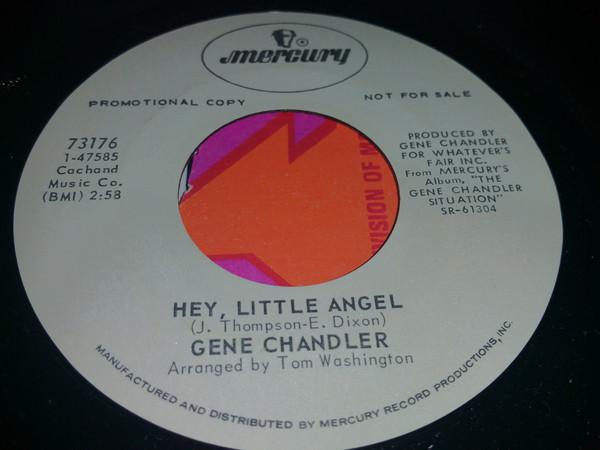 mercury
PROMOTIONAL COPY
NOT FOR SALE
73176
1-47585
Cachand
Music Co.
(BMI) 2:58
PRODUCED BY
GENE CHANDLER
FOR WHATEVER'S
FAIR INC.
From MERCURY'S
Album, "THE
GENE CHANDLER
SITUATION"
SR-61304
VISION OF M
HEY, LITTLE ANGEL
(J. Thompson-E. Dixon)
GENE CHANDLER
Arranged by Tom Washington
MANUFACTURED AND DISTRIBUTED BY MERCURY RECORD PRODUCTIONS, INC.